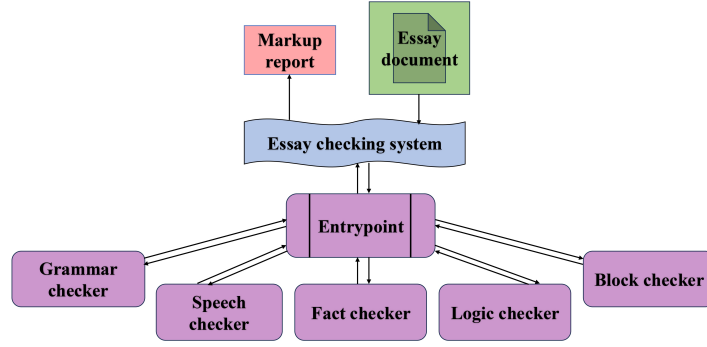 Markup
report
Essay
document
Essay checking system
Entrypoint
Grammar
checker
Speech
checker
Fact checker
Logic checker
Block checker